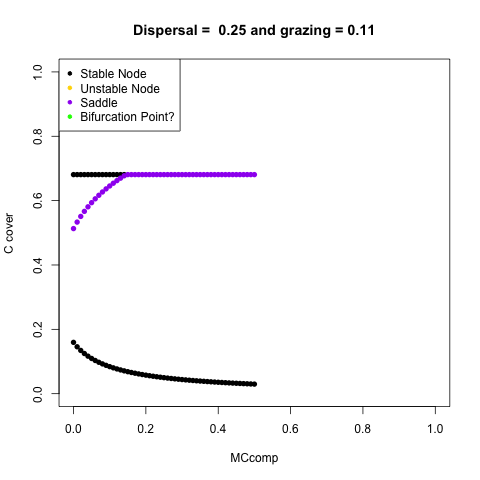 Dispersal =  0.25 and grazing = 0.11
Stable Node
Unstable Node
Saddle
Bifurcation Point?
C cover
1.0
0.8
0.6
0.4
0.2
0.0
0.0 0.2 0.4 0.6 0.8 1.0
MCcomp